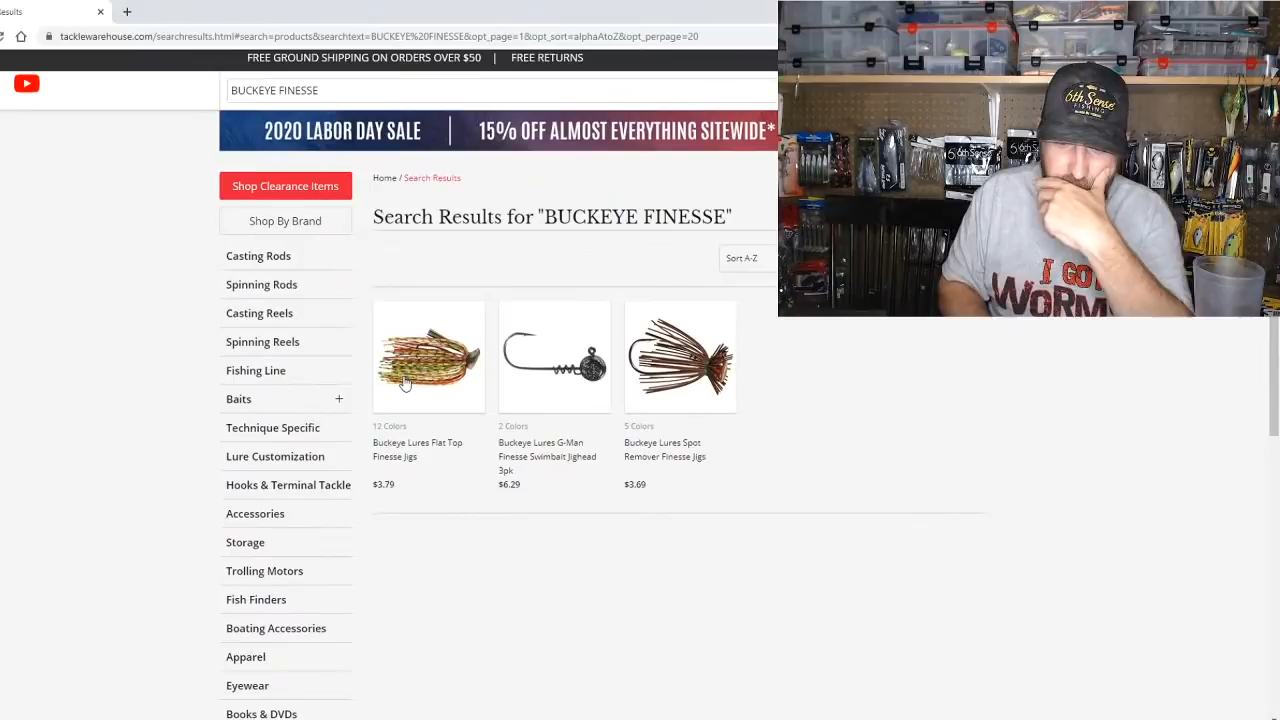 esults
tacklewarehouse.com/searchresults.html#search=products&searchtext=BUCKEYE%20FINESSE&opt_page=1&opt_sort=alphaAtoZ&opt_perpage=20
FREE GROUND SHIPPING ON ORDERS OVER $50 | FREE RETURNS
BUCKEYE FINESSE
2020 LABOR DAY SALE | 15% OFF ALMOST EVERYTHING SITEWIDE*
Shop Clearance Items
Shop By Brand
Casting Rods
Spinning Rods
Casting Reels
Spinning Reels
Fishing Line
Baits +
Technique Specific
Lure Customization
Hooks & Terminal Tackle
Accessories
Storage
Trolling Motors
Fish Finders
Boating Accessories
Apparel
Eyewear
Books & DVDs
Home / Search Results
Search Results for "BUCKEYE FINESSE"
Sort A-Z
12 Colors
Buckeye Lures Flat Top
Finesse Jigs
$3.79
2 Colors
Buckeye Lures G-Man
Finesse Swimbait Jighead
3pk
$6.29
5 Colors
Buckeye Lures Spot
Remover Finesse Jigs
$3.69
6th Sense
FISHING
6th Sense
6th Sens
I GO
WORM